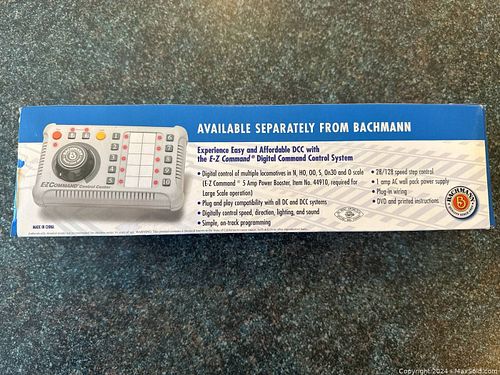 AVAILABLE SEPARATELY FROM BACHMANN
Experience Easy and Affordable DCC with
the E-Z Command® Digital Command Control System
• Digital control of multiple locomotives in N, HO, OO, S, On30 and O scale
(E-Z Command® 5 Amp Power Booster, Item No. 44910, required for
Large Scale operation)
• Plug and play compatibility with all DC and DCC systems
• Digitally control speed, direction, lighting, and sound
• Simple, on-track programming
• 28/128 speed step control
• 1 amp AC wall pack power supply
• Plug-in wiring
• DVD and printed instructions
BACHMANN
E-Z COMMAND® Control Center
MADE IN CHINA
Copyright 2024 - MaxSold.com